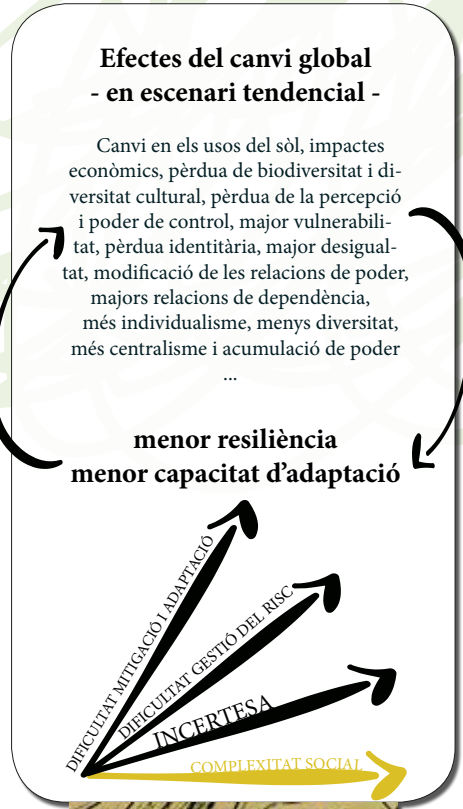 Efectes del canvi global
- en escenari tendencial -
Canvi en els usos del sòl, impactes
econòmics, pèrdua de biodiversitat i di-
versitat cultural, pèrdua de la percepció
i poder de control, major vulnerabili-
tat, pèrdua identitària, major desigual-
tat, modificació de les relacions de poder,
majors relacions de dependència,
més individualisme, menys diversitat,
més centralisme i acumulació de poder
...
menor resiliència
menor capacitat d'adaptació
DIFICULTAT MITIGACIÓ I ADAPTACIÓ
DIFICULTAT GESTIÓ DEL RISC
INCERTESA
COMPLEXITAT SOCIAL